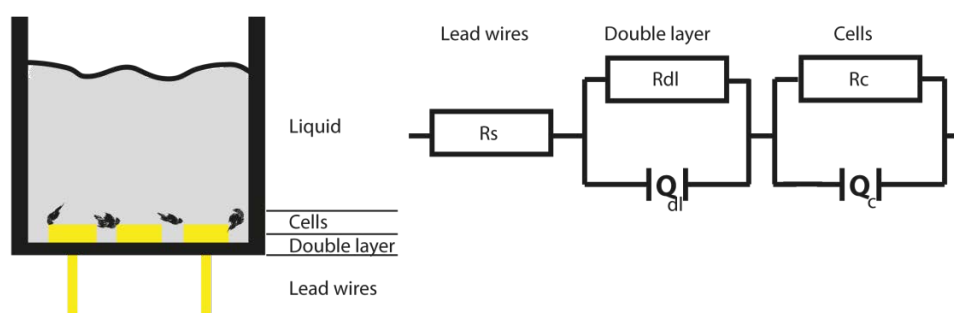 Liquid
Cells
Double layer
Lead wires
Lead wires
Double layer
Cells
Rs
Rdl
Rc
Qdl
Qc